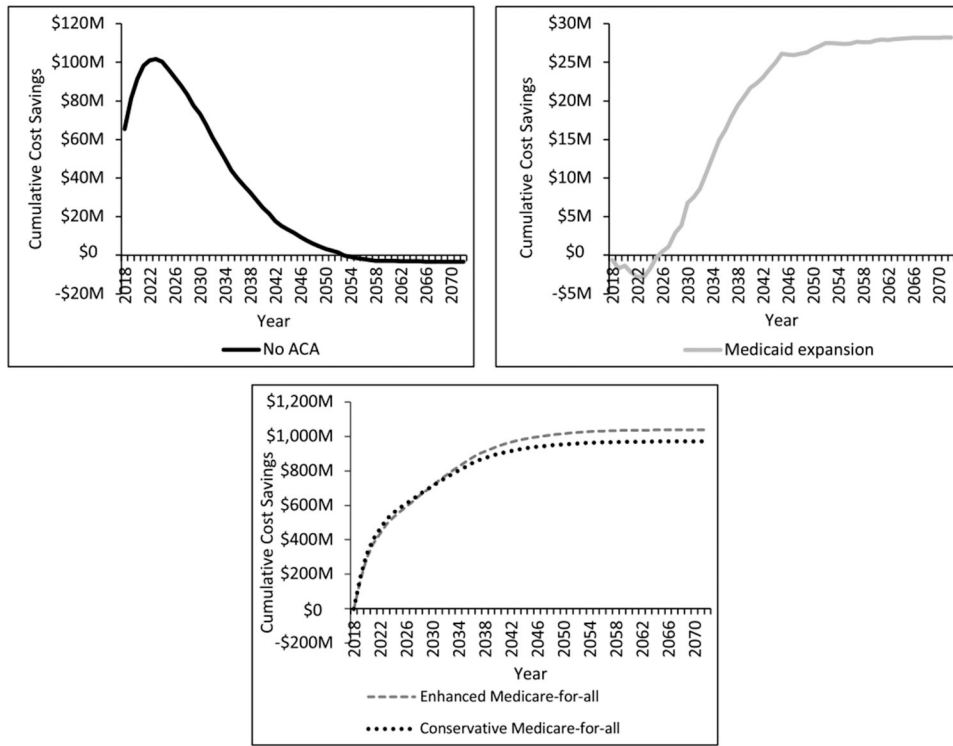 $120M
$100M
$80M
$60M
$40M
$20M
$0
-$20M
Cumulative Cost Savings
2018
2022
2026
2030
2034
2038
2042
2046
2050
2054
2058
2062
2066
2070
Year
No ACA
$30M
$25M
$20M
$15M
$10M
$5M
$0
-$5M
Cumulative Cost Savings
2018
2022
2026
2030
2034
2038
2042
2046
2050
2054
2058
2062
2066
2070
Year
Medicaid expansion
$1,200M
$1,000M
$800M
$600M
$400M
$200M
$0
-$200M
Cumulative Cost Savings
2018
2022
2026
2030
2034
2038
2042
2046
2050
2054
2058
2062
2066
2070
Year
Enhanced Medicare-for-all
Conservative Medicare-for-all